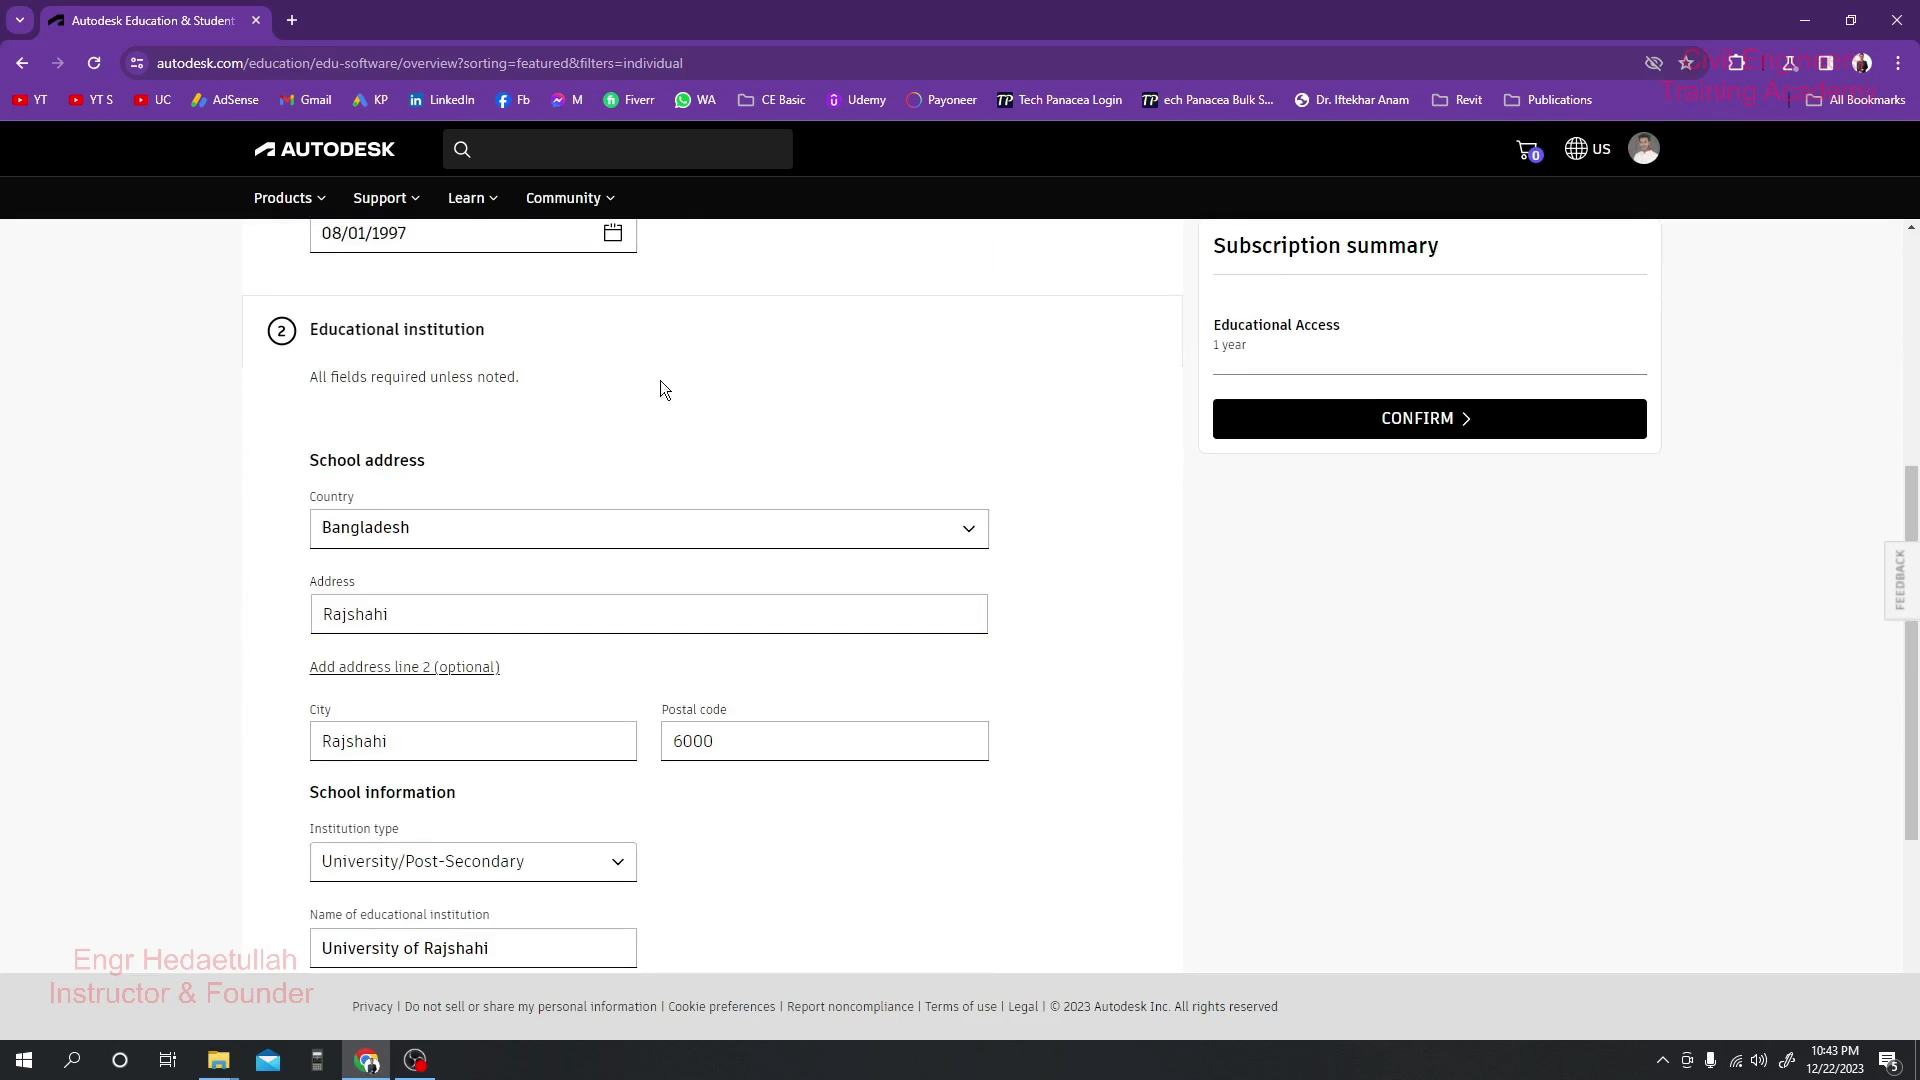 Autodesk Education & Student
autodesk.com/education/edu-software/overview?sorting=featured&filters=individual
YT
YT S
UC
AdSense
Gmail
KP
LinkedIn
Fb
M
Fiverr
WA
CE Basic
Udemy
Payoneer
Tech Panacea Login
ech Panacea Bulk S...
Dr. Iftekhar Anam
Revit
Publications
All Bookmarks
Training Academy
AUTODESK
0
US
Products
Support
Learn
Community
08/01/1997
2
Educational institution
All fields required unless noted.
School address
Country
Bangladesh
Address
Rajshahi
Add address line 2 (optional)
City
Postal code
Rajshahi
6000
School information
Institution type
University/Post-Secondary
Name of educational institution
University of Rajshahi
Subscription summary
Educational Access
1 year
CONFIRM
FEEDBACK
Engr Hedaetullah
Instructor & Founder
Privacy | Do not sell or share my personal information | Cookie preferences | Report noncompliance | Terms of use | Legal | © 2023 Autodesk Inc. All rights reserved
10:43 PM
12/22/2023
5